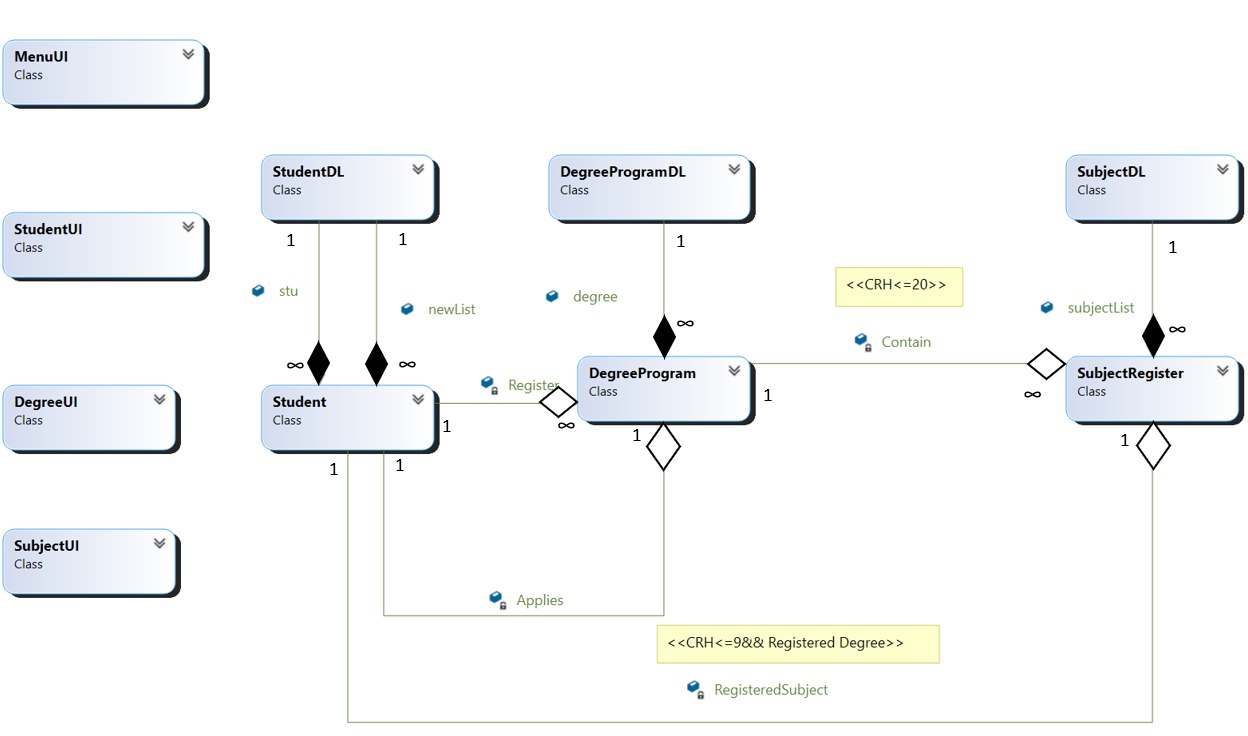 MenuUI
Class
StudentDL
Class
DegreeProgramDL
Class
SubjectDL
Class
StudentUI
Class
1
1
1
1
stu
newList
degree
<<CRH<=20>>
subjectList
∞
∞
∞
∞
Contain
Student
Class
Register
DegreeProgram
Class
SubjectRegister
Class
DegreeUI
Class
1
∞
1
∞
1
1
1
1
SubjectUI
Class
Applies
<<CRH<=9&& Registered Degree>>
RegisteredSubject